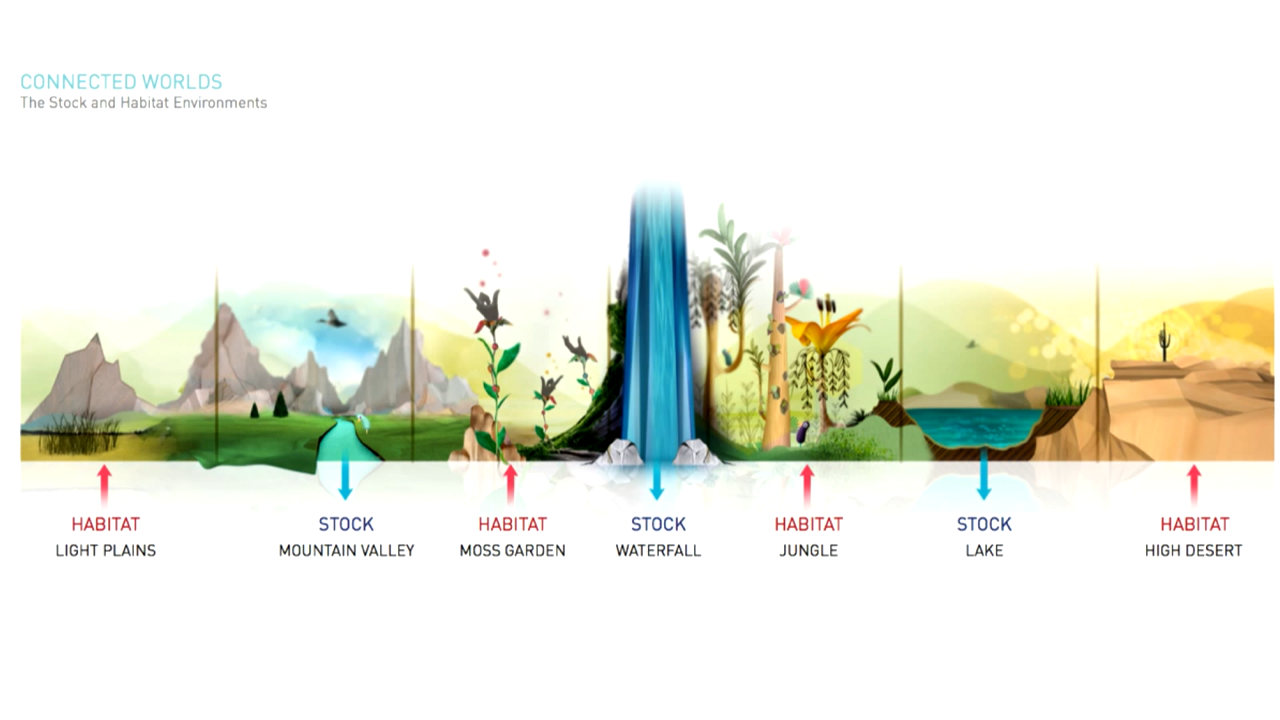 CONNECTED WORLDS
The Stock and Habitat Environments
HABITAT
LIGHT PLAINS
STOCK
MOUNTAIN VALLEY
HABITAT
MOSS GARDEN
STOCK
WATERFALL
HABITAT
JUNGLE
STOCK
LAKE
HABITAT
HIGH DESERT